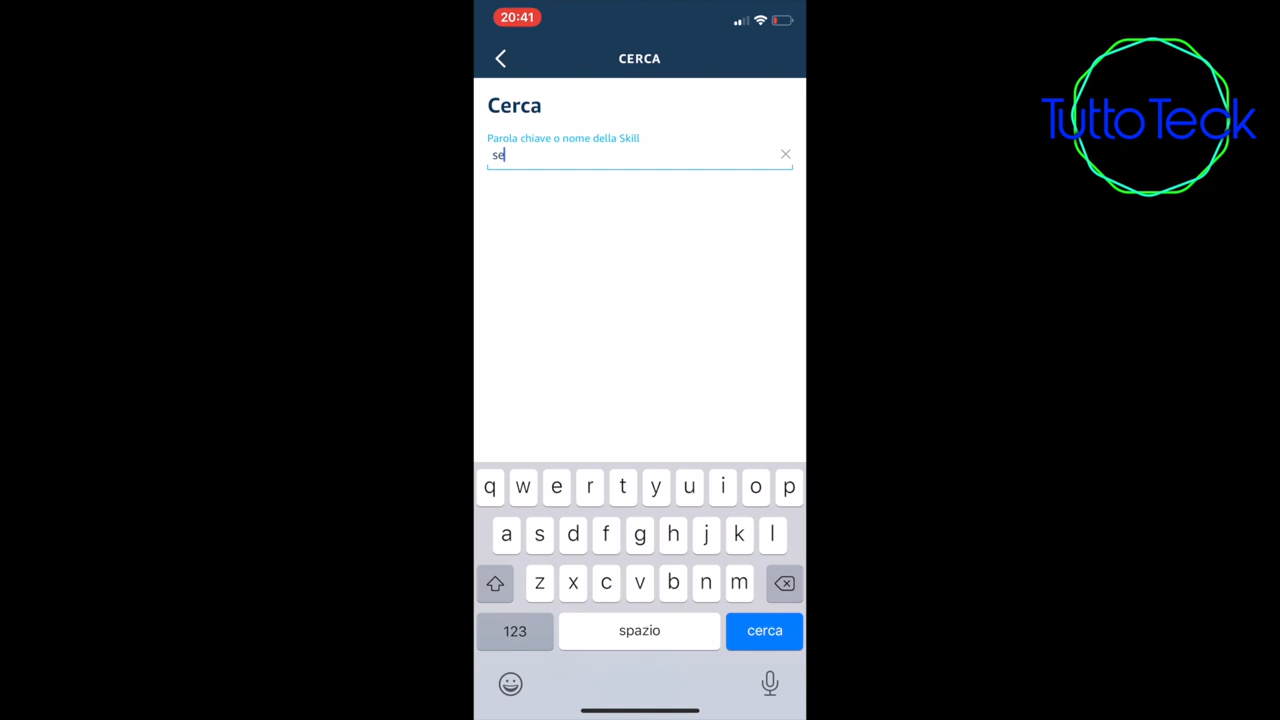 20:41
CERCA
Cerca
Parola chiave o nome della Skill
se
q w e r t y u i o p
a s d f g h j k l
z x c v b n m
123 spazio cerca
TuttoTeck